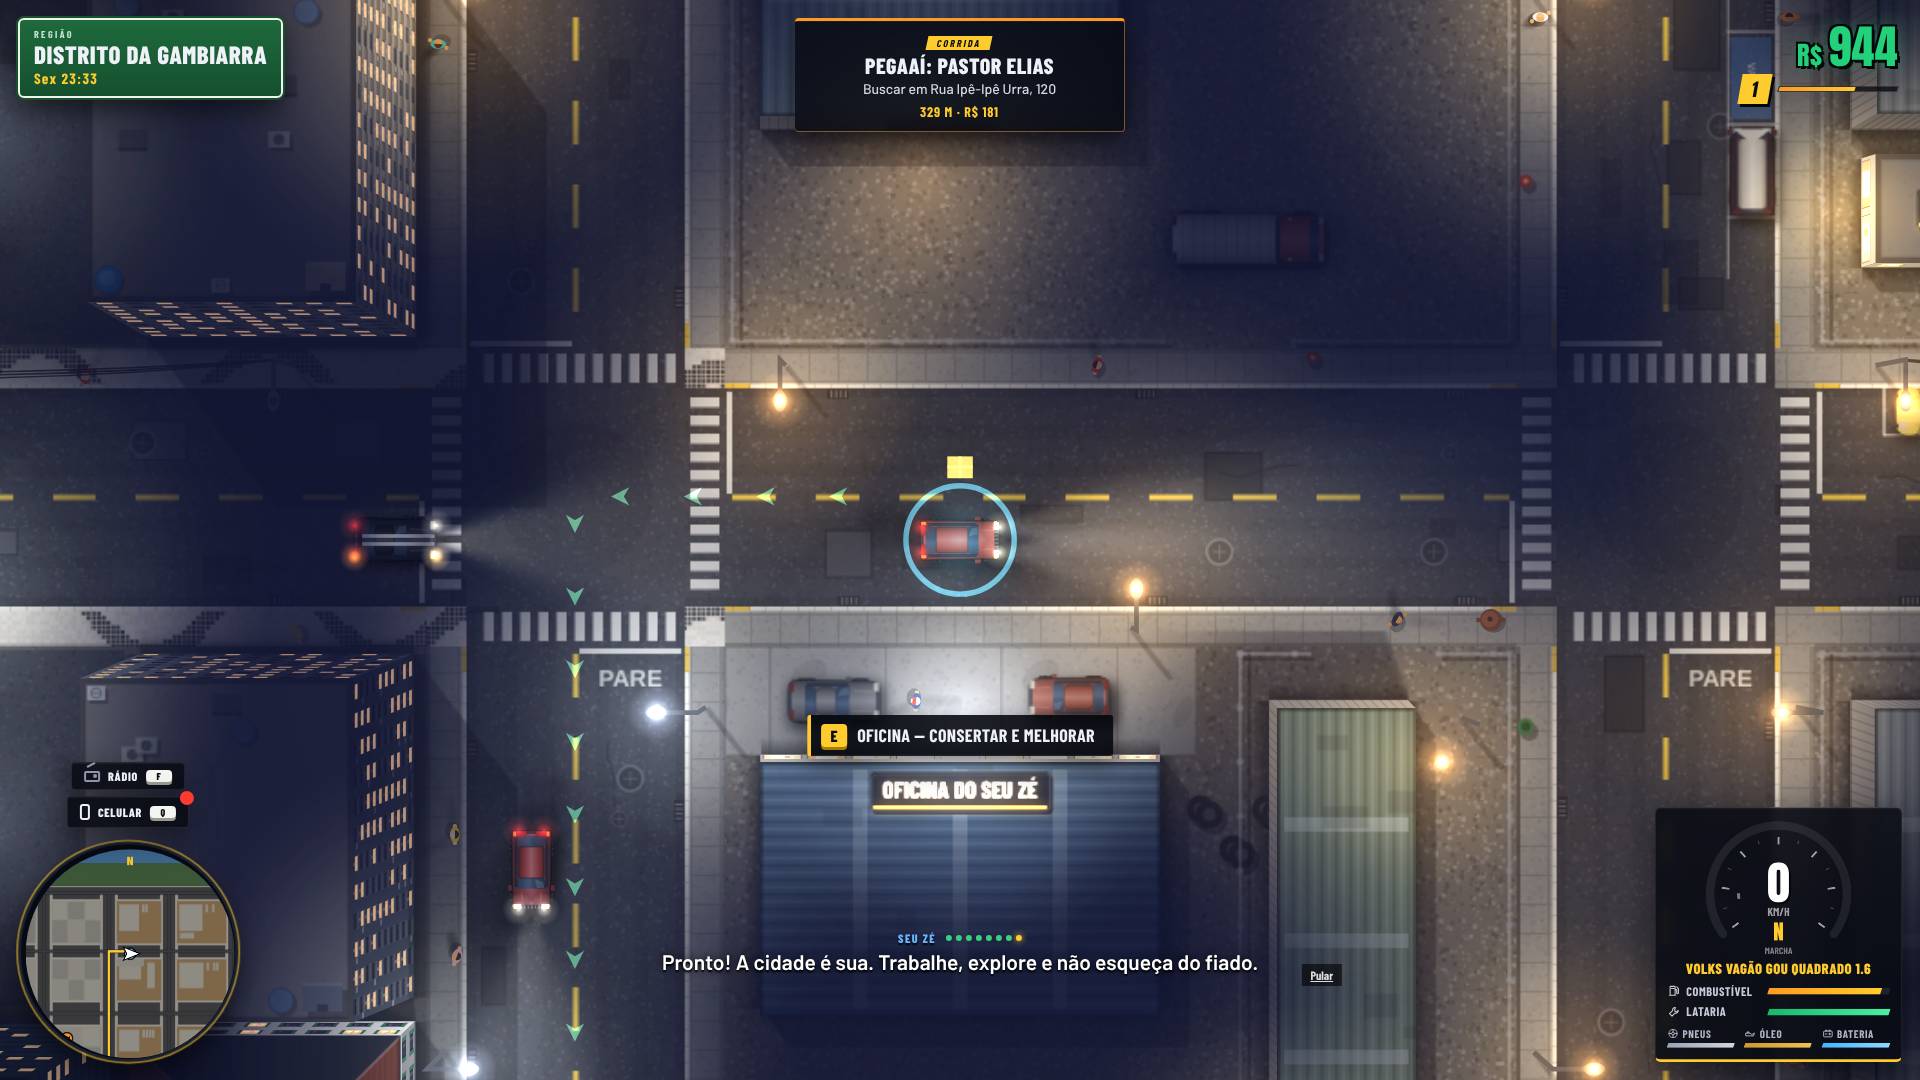 REGIÃO
DISTRITO DA GAMBIARRA
Sex 23:33
CORRIDA
PEGAAÍ: PASTOR ELIAS
Buscar em Rua Ipê-Ipê Urra, 120
329 M · R$ 181
R$ 944
1
PARE
PARE
E OFICINA — CONSERTAR E MELHORAR
OFICINA DO SEU ZÉ
RÁDIO F
CELULAR Q
N
SEU ZÉ
Pronto! A cidade é sua. Trabalhe, explore e não esqueça do fiado.
Pular
0
KM/H
N
MARCHA
VOLKS VAGÃO GOU QUADRADO 1.6
COMBUSTÍVEL
LATARIA
PNEUS ÓLEO BATERIA